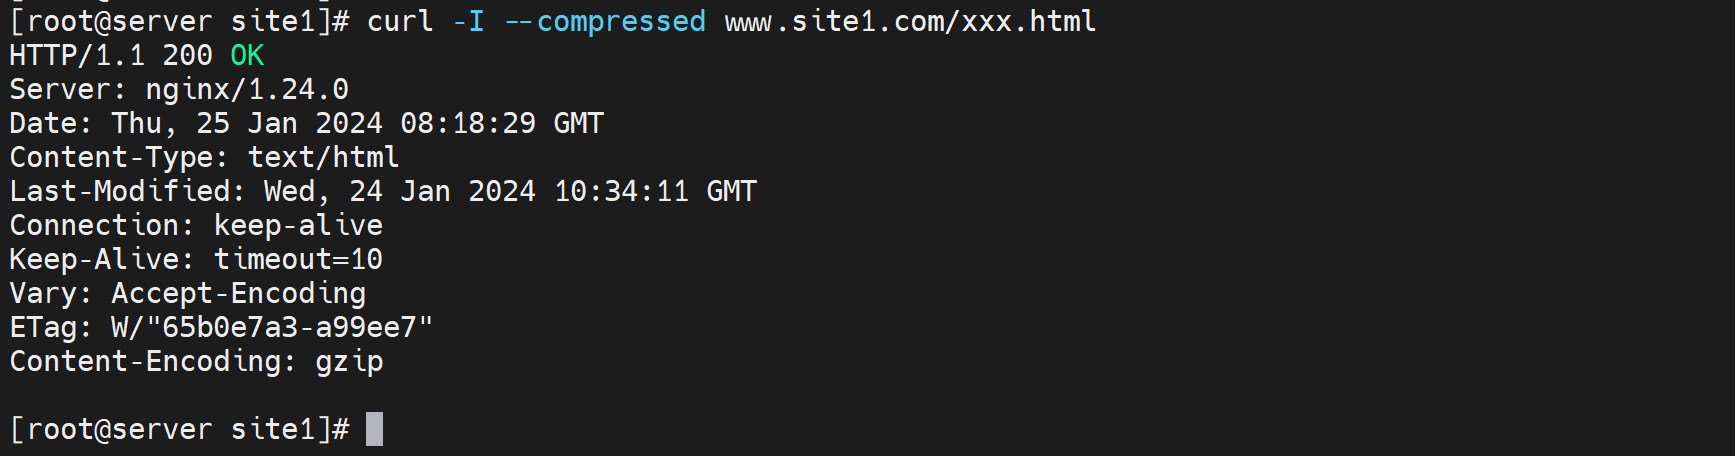 [root@server site1]# curl -I --compressed www.site1.com/xxx.html
HTTP/1.1 200 OK
Server: nginx/1.24.0
Date: Thu, 25 Jan 2024 08:18:29 GMT
Content-Type: text/html
Last-Modified: Wed, 24 Jan 2024 10:34:11 GMT
Connection: keep-alive
Keep-Alive: timeout=10
Vary: Accept-Encoding
ETag: W/"65b0e7a3-a99ee7"
Content-Encoding: gzip
[root@server site1]#